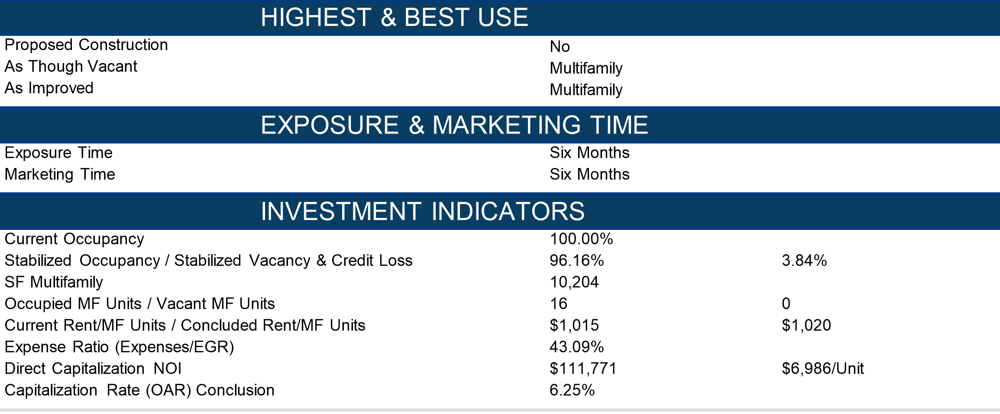 HIGHEST & BEST USE
Proposed Construction No
As Though Vacant Multifamily
As Improved Multifamily
EXPOSURE & MARKETING TIME
Exposure Time Six Months
Marketing Time Six Months
INVESTMENT INDICATORS
Current Occupancy 100.00%
Stabilized Occupancy / Stabilized Vacancy & Credit Loss 96.16% 3.84%
SF Multifamily 10,204
Occupied MF Units / Vacant MF Units 16 0
Current Rent/MF Units / Concluded Rent/MF Units $1,015 $1,020
Expense Ratio (Expenses/EGR) 43.09%
Direct Capitalization NOI $111,771 $6,986/Unit
Capitalization Rate (OAR) Conclusion 6.25%